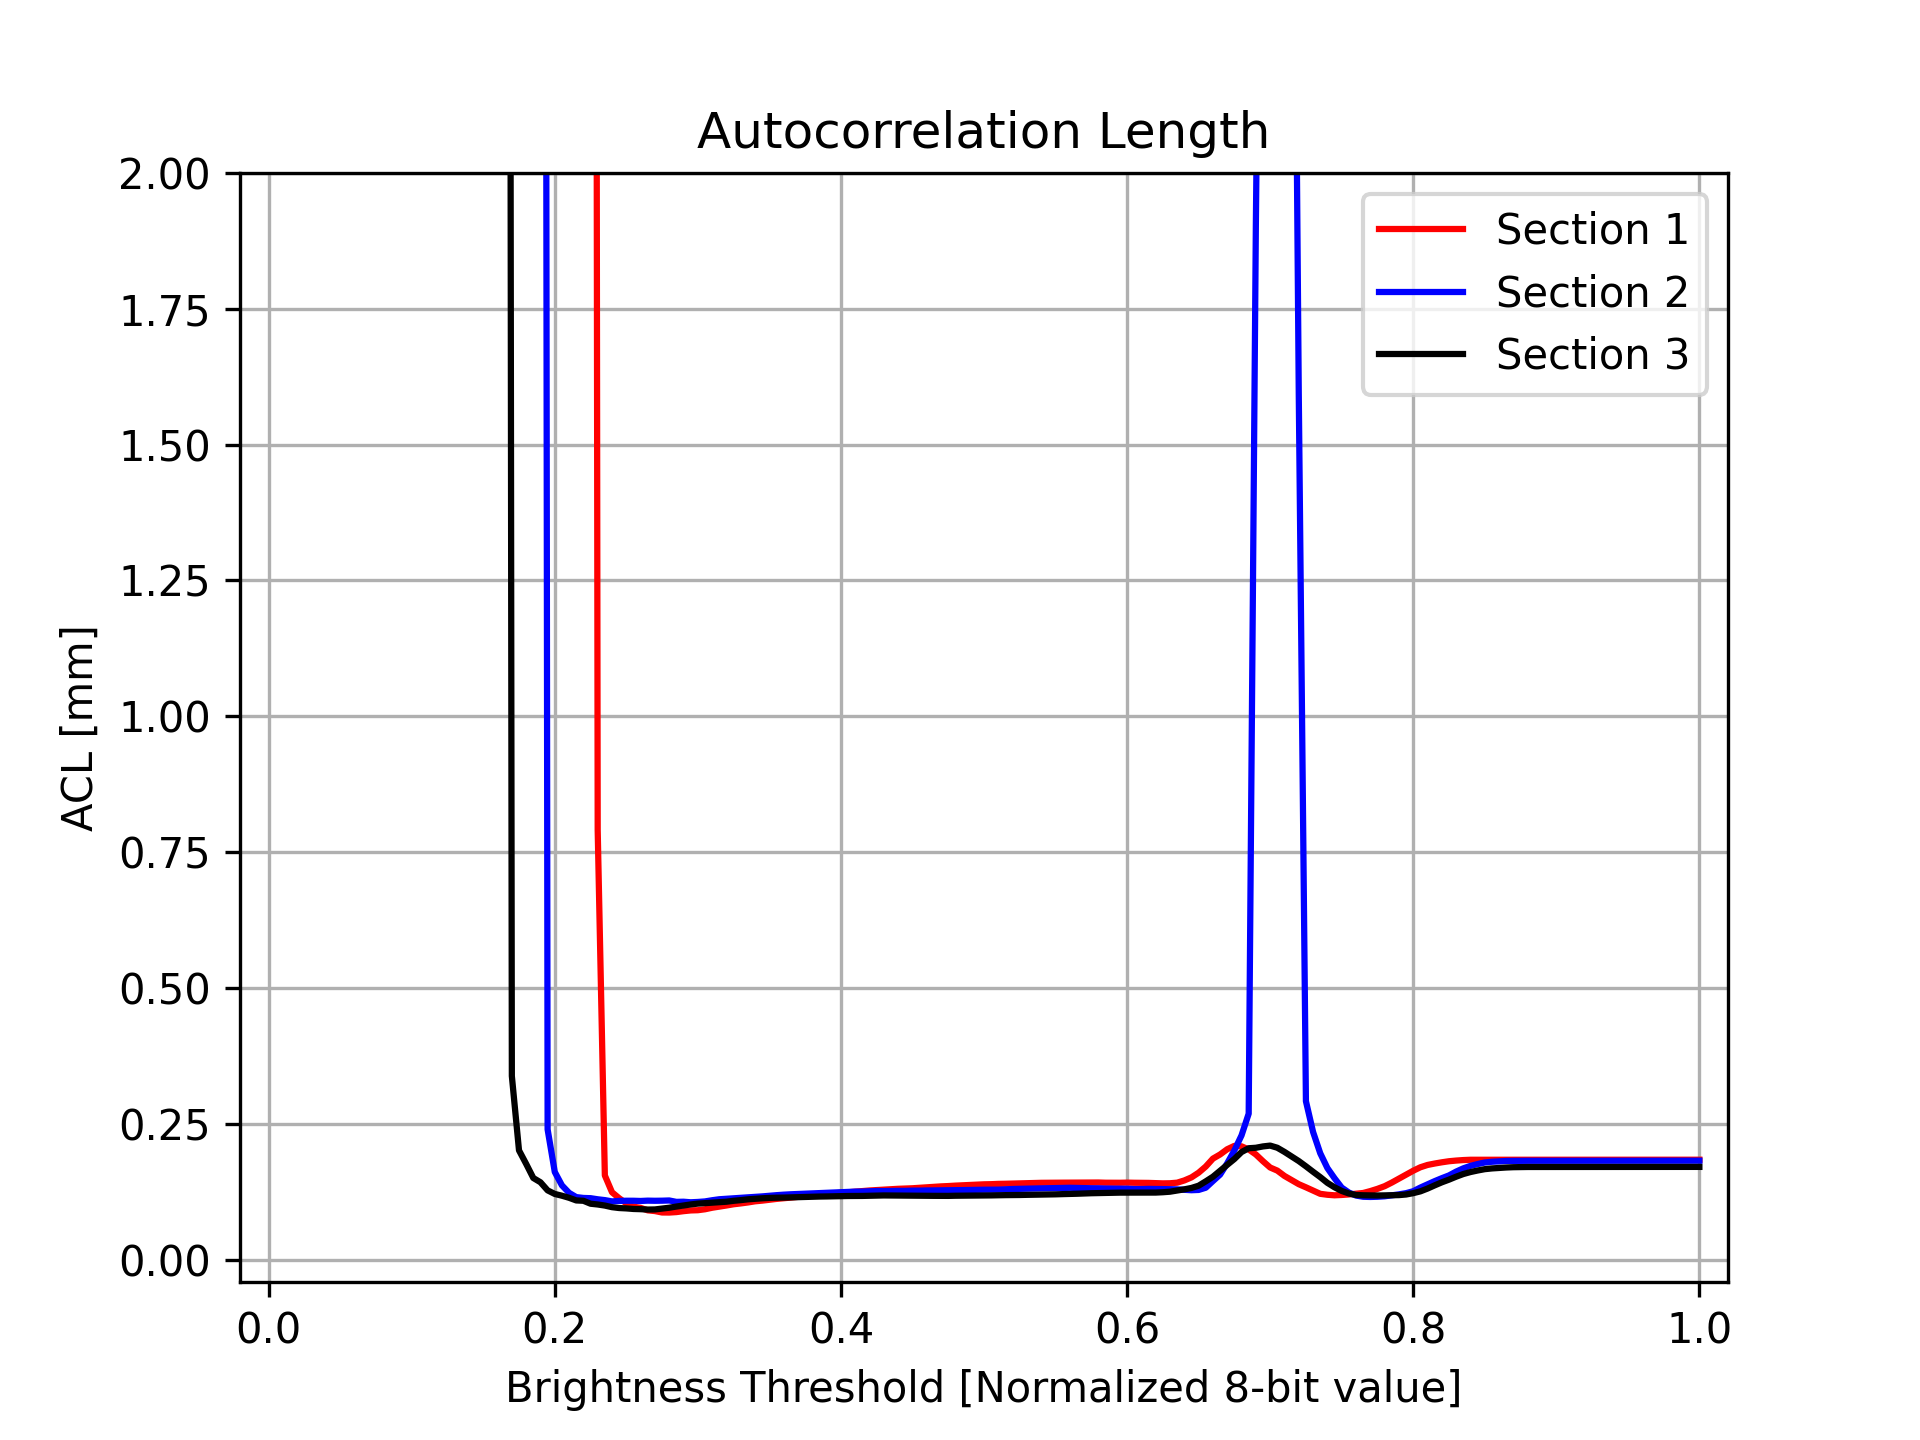 Autocorrelation Length
2.00
1.75
1.50
1.25
1.00
0.75
0.50
0.25
0.00
ACL [mm]
Section 1
Section 2
Section 3
0.0 0.2 0.4 0.6 0.8 1.0
Brightness Threshold [Normalized 8-bit value]